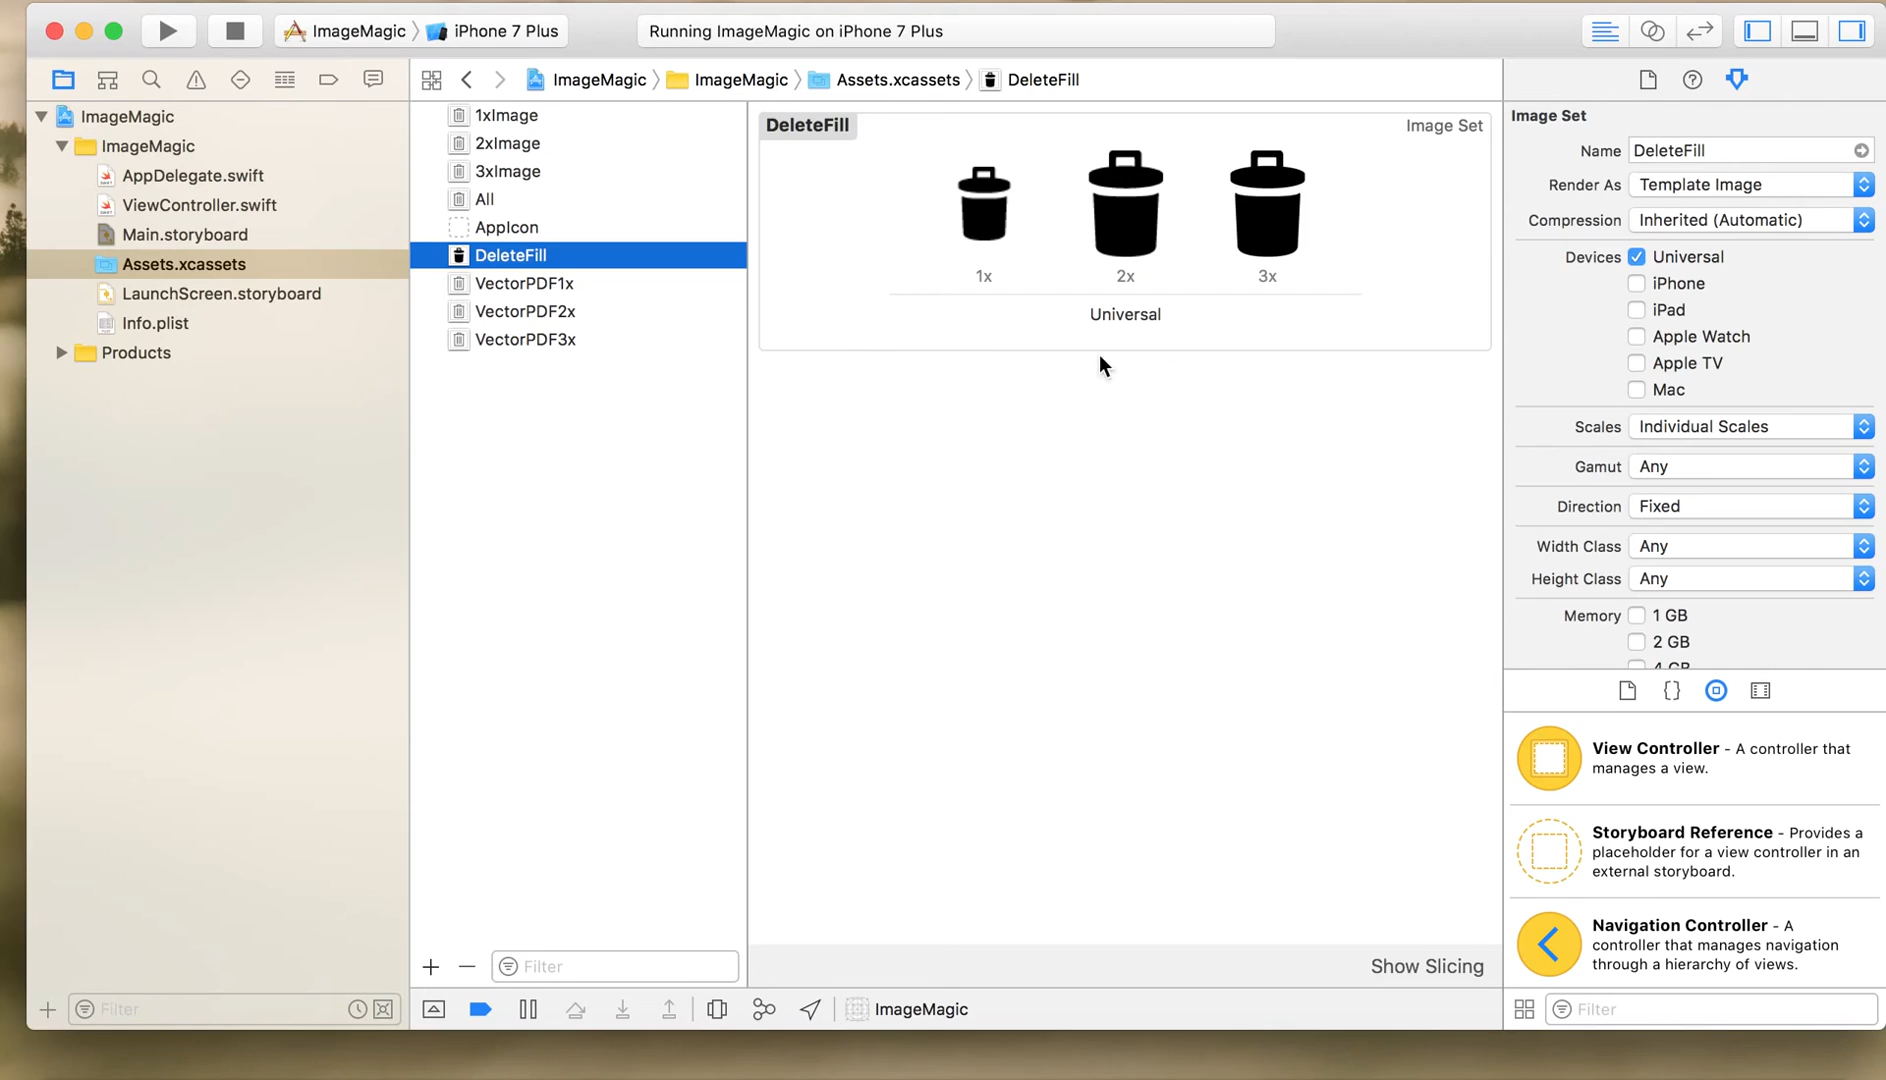 ImageMagic iPhone 7 Plus
Running ImageMagic on iPhone 7 Plus
ImageMagic ImageMagic Assets.xcassets DeleteFill
ImageMagic
ImageMagic
AppDelegate.swift
ViewController.swift
Main.storyboard
Assets.xcassets
LaunchScreen.storyboard
Info.plist
Products
Filter
1xImage
2xImage
3xImage
All
AppIcon
DeleteFill
VectorPDF1x
VectorPDF2x
VectorPDF3x
Filter
DeleteFill
Image Set
1x 2x 3x
Universal
Show Slicing
ImageMagic
Image Set
Name DeleteFill
Render As Template Image
Compression Inherited (Automatic)
Devices Universal
iPhone
iPad
Apple Watch
Apple TV
Mac
Scales Individual Scales
Gamut Any
Direction Fixed
Width Class Any
Height Class Any
Memory 1 GB
2 GB
4 GB
{}
View Controller - A controller that
manages a view.
Storyboard Reference - Provides a
placeholder for a view controller in an
external storyboard.
Navigation Controller - A
controller that manages navigation
through a hierarchy of views.
Filter